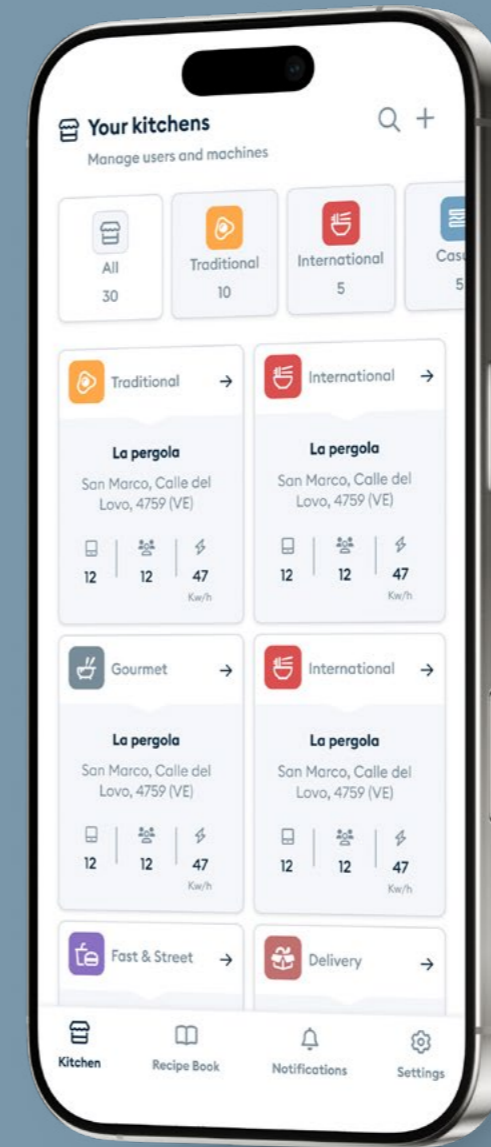 Your kitchens
Manage users and machines
All
30
Traditional
10
International
5
5
Traditional
International
La pergola
San Marco, Calle del
Lovo, 4759 (VE)
12
12
47
Kw/h
La pergola
San Marco, Calle del
Lovo, 4759 (VE)
12
12
47
Kw/h
Gourmet
International
La pergola
San Marco, Calle del
Lovo, 4759 (VE)
12
12
47
Kw/h
La pergola
San Marco, Calle del
Lovo, 4759 (VE)
12
12
47
Kw/h
Fast & Street
Delivery
Kitchen
Recipe Book
Notifications
Settings